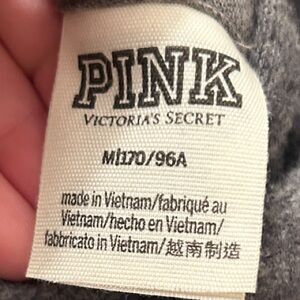 PINK
VICTORIA'S SECRET
M/170/96A
made in Vietnam/fabriqué au
Vietnam/hecho en Vietnam/
fabbricato in Vietnam/越南制造